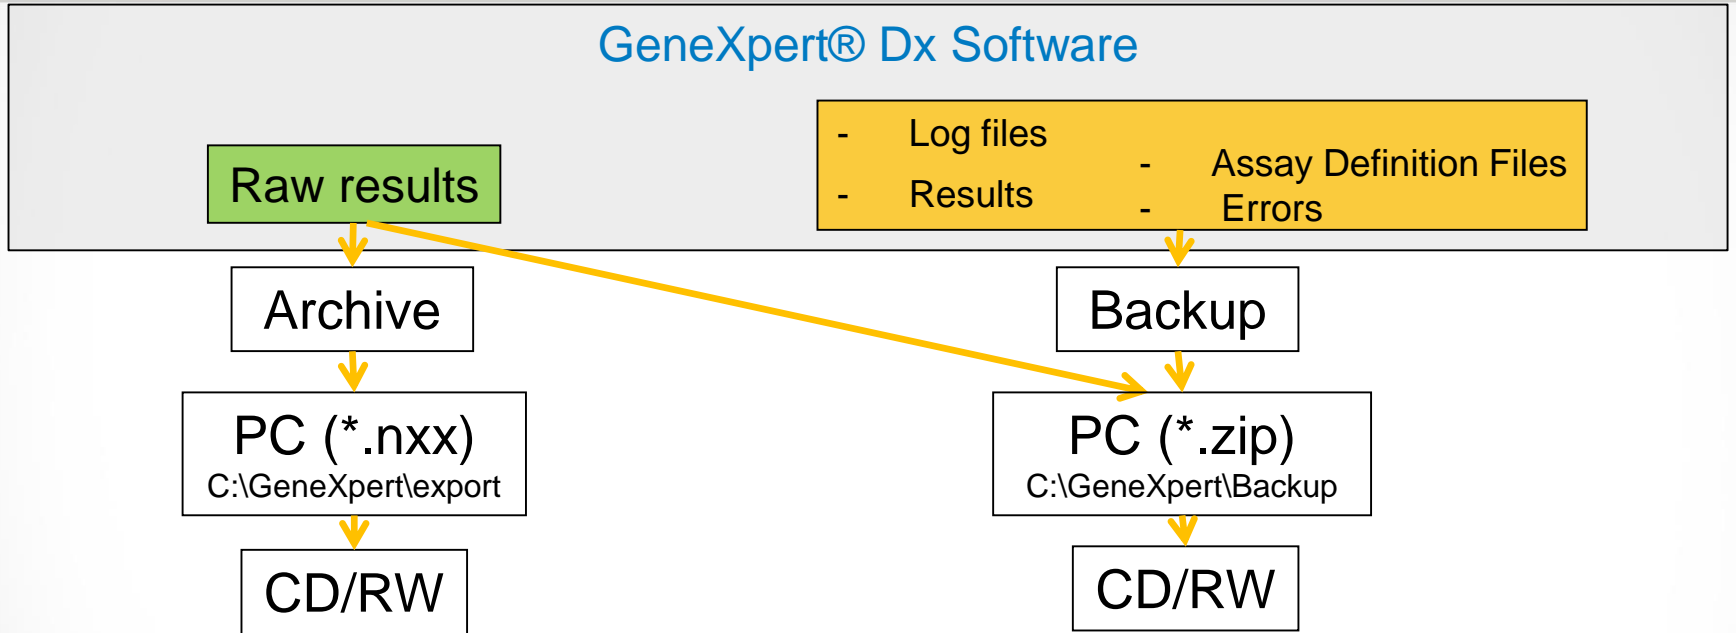 GeneXpert® Dx Software
Raw results
- Log files
- Results
- Assay Definition Files
- Errors
Archive
Backup
PC (*.nxx)
C:\GeneXpert\export
PC (*.zip)
C:\GeneXpert\Backup
CD/RW
CD/RW